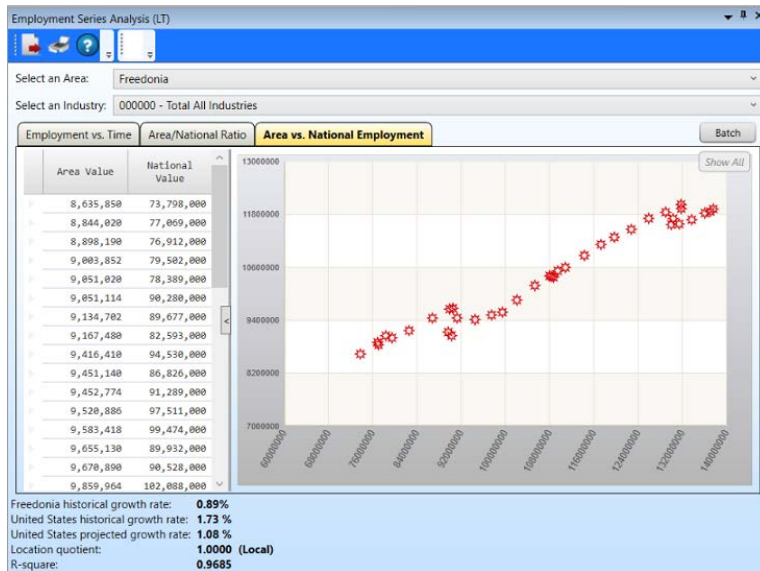 Employment Series Analysis (LT)
Select an Area: Freedonia
Select an Industry: 000000 - Total All Industries
Employment vs. Time Area/National Ratio Area vs. National Employment Batch
Area Value National Value
8,635,850 73,798,000
8,844,020 77,069,000
8,898,190 76,912,000
9,003,852 79,502,000
9,051,020 78,389,000
9,051,114 90,280,000
9,134,702 89,677,000
9,167,480 82,593,000
9,416,410 94,530,000
9,451,140 86,826,000
9,452,774 91,289,000
9,520,886 97,511,000
9,583,418 99,474,000
9,655,130 89,932,000
9,670,890 90,528,000
9,859,964 102,088,000
<
Show All
13000000
11800000
10600000
9400000
8200000
7000000
60000000 68000000 76000000 84000000 92000000 100000000 108000000 116000000 124000000 132000000 140000000
Freedonia historical growth rate: 0.89%
United States historical growth rate: 1.73 %
United States projected growth rate: 1.08 %
Location quotient: 1.0000 (Local)
R-square: 0.9685